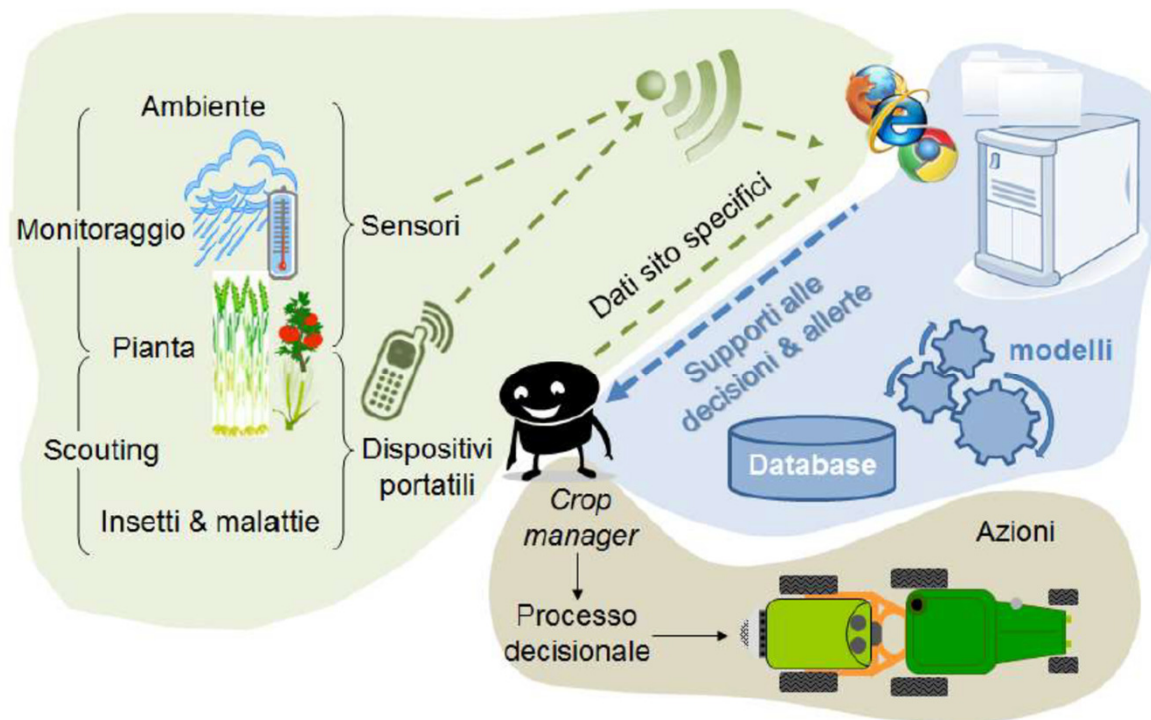 Ambiente
Monitoraggio
Sensori
Pianta
Scouting
Dispositivi
portatili
Insetti & malattie
Dati sito specifici
Supporti alle
decisioni & allerte
modelli
Database
Crop
manager
Processo
decisionale
Azioni